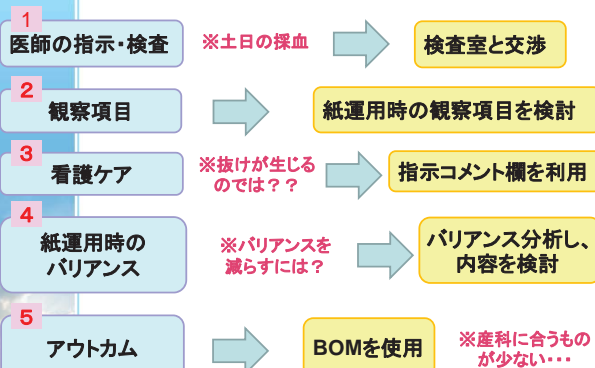 1
医師の指示・検査
※土日の採血
検査室と交渉
2
観察項目
紙運用時の観察項目を検討
3
看護ケア
※抜けが生じる
のでは？？
指示コメント欄を利用
4
紙運用時の
バリアンス
※バリアンスを
減らすには？
バリアンス分析し、
内容を検討
5
アウトカム
BOMを使用
※産科に合うもの
が少ない・・・